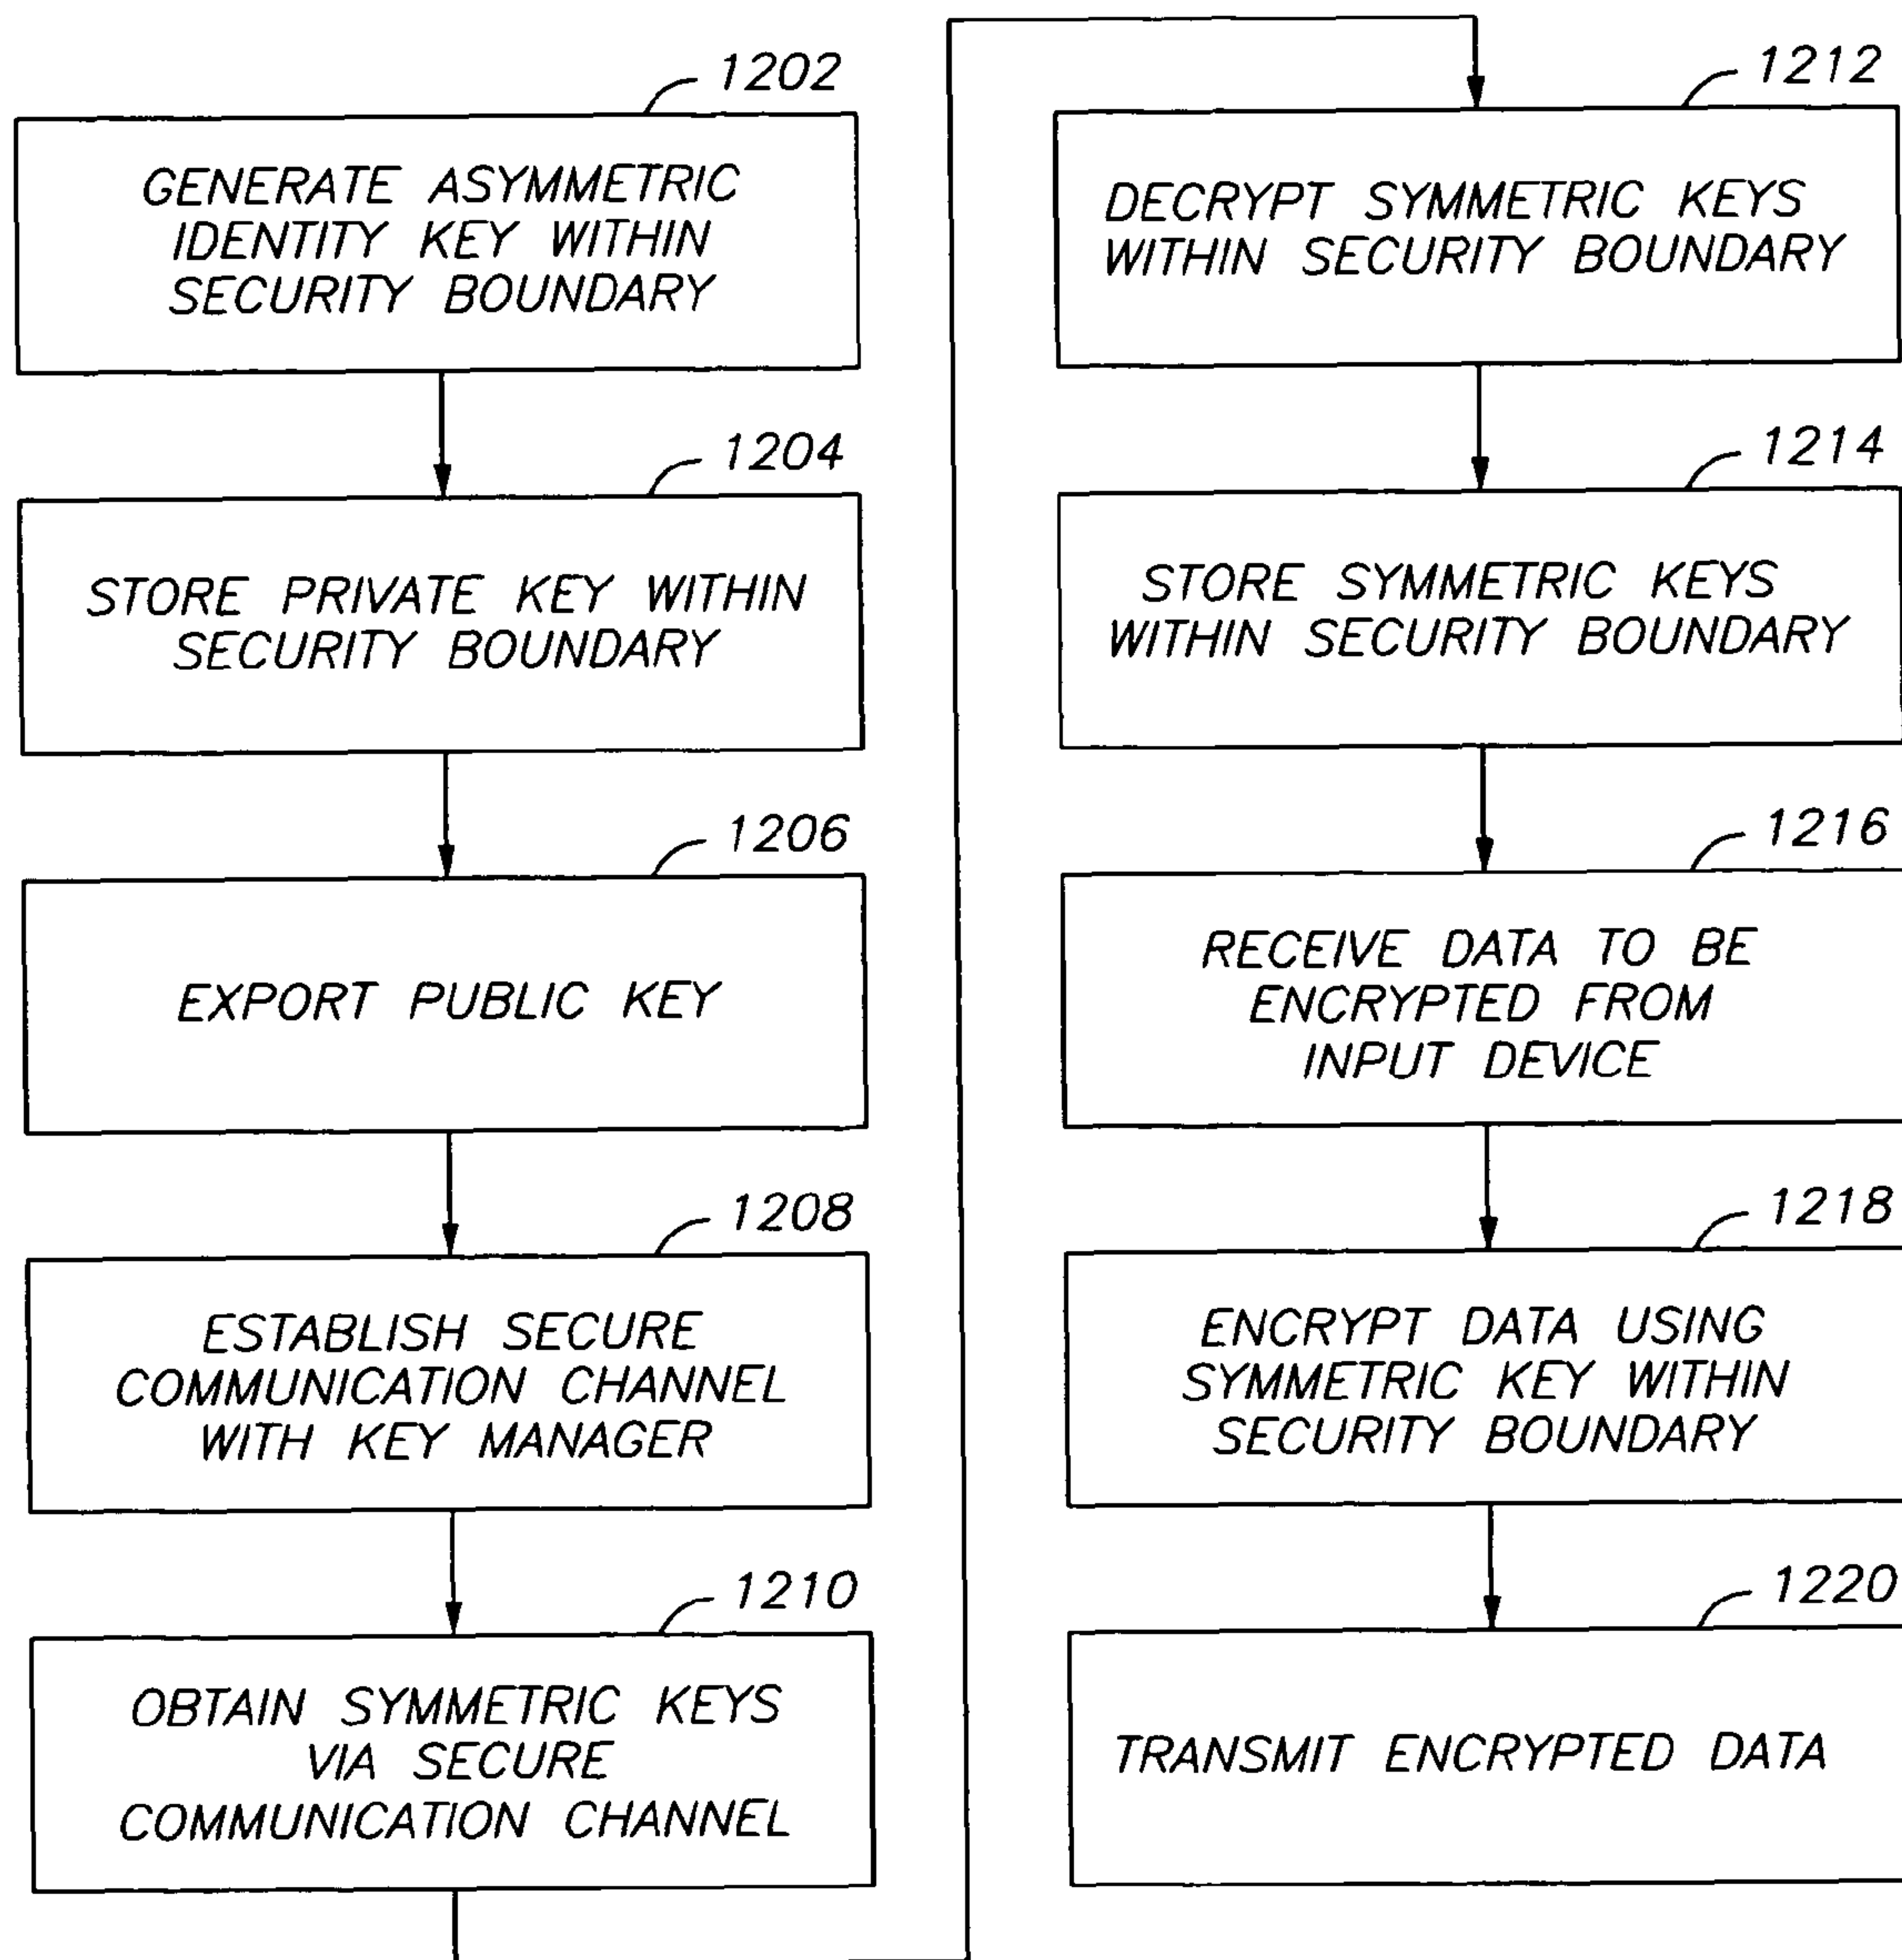 1202
GENERATE ASYMMETRIC
IDENTITY KEY WITHIN
SECURITY BOUNDARY
1204
STORE PRIVATE KEY WITHIN
SECURITY BOUNDARY
1206
EXPORT PUBLIC KEY
1208
ESTABLISH SECURE
COMMUNICATION CHANNEL
WITH KEY MANAGER
1210
OBTAIN SYMMETRIC KEYS
VIA SECURE
COMMUNICATION CHANNEL
1212
DECRYPT SYMMETRIC KEYS
WITHIN SECURITY BOUNDARY
1214
STORE SYMMETRIC KEYS
WITHIN SECURITY BOUNDARY
1216
RECEIVE DATA TO BE
ENCRYPTED FROM
INPUT DEVICE
1218
ENCRYPT DATA USING
SYMMETRIC KEY WITHIN
SECURITY BOUNDARY
1220
TRANSMIT ENCRYPTED DATA